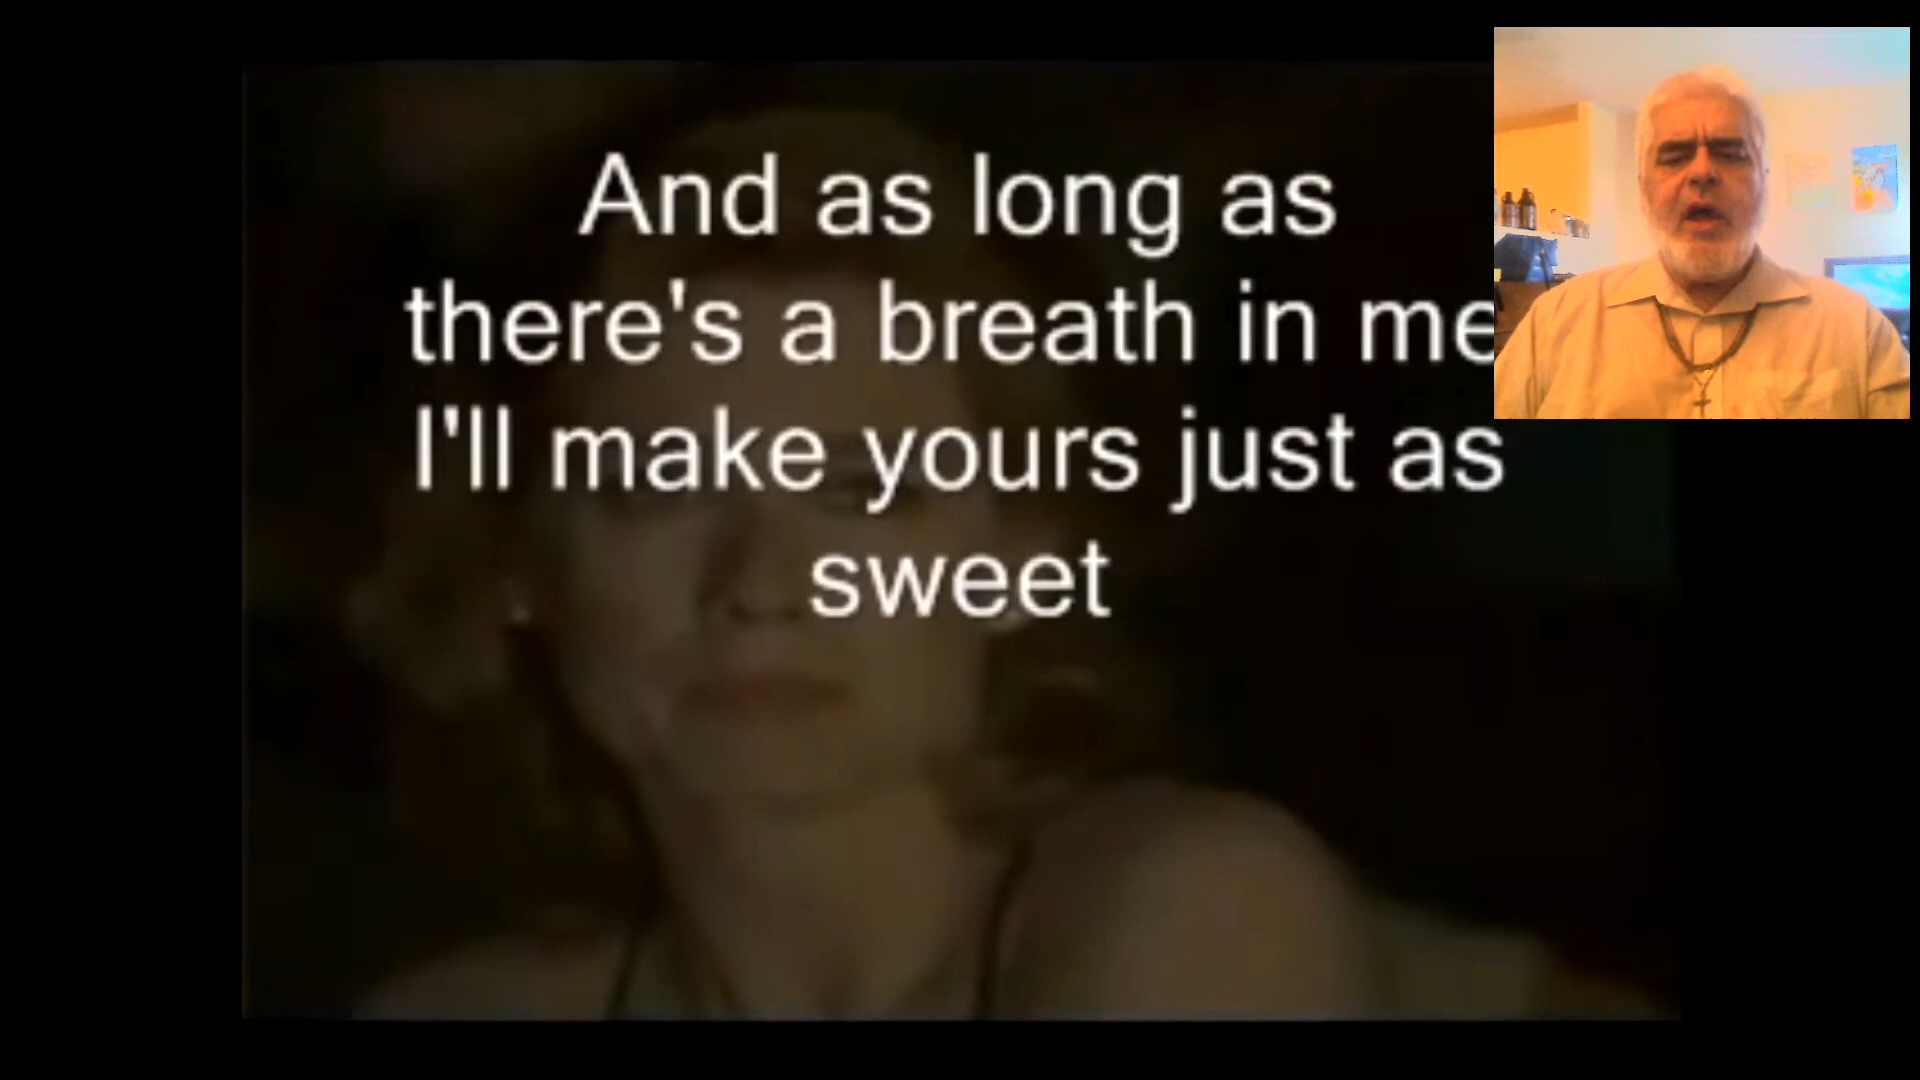 And as long as
there's a breath in me
I'll make yours just as
sweet